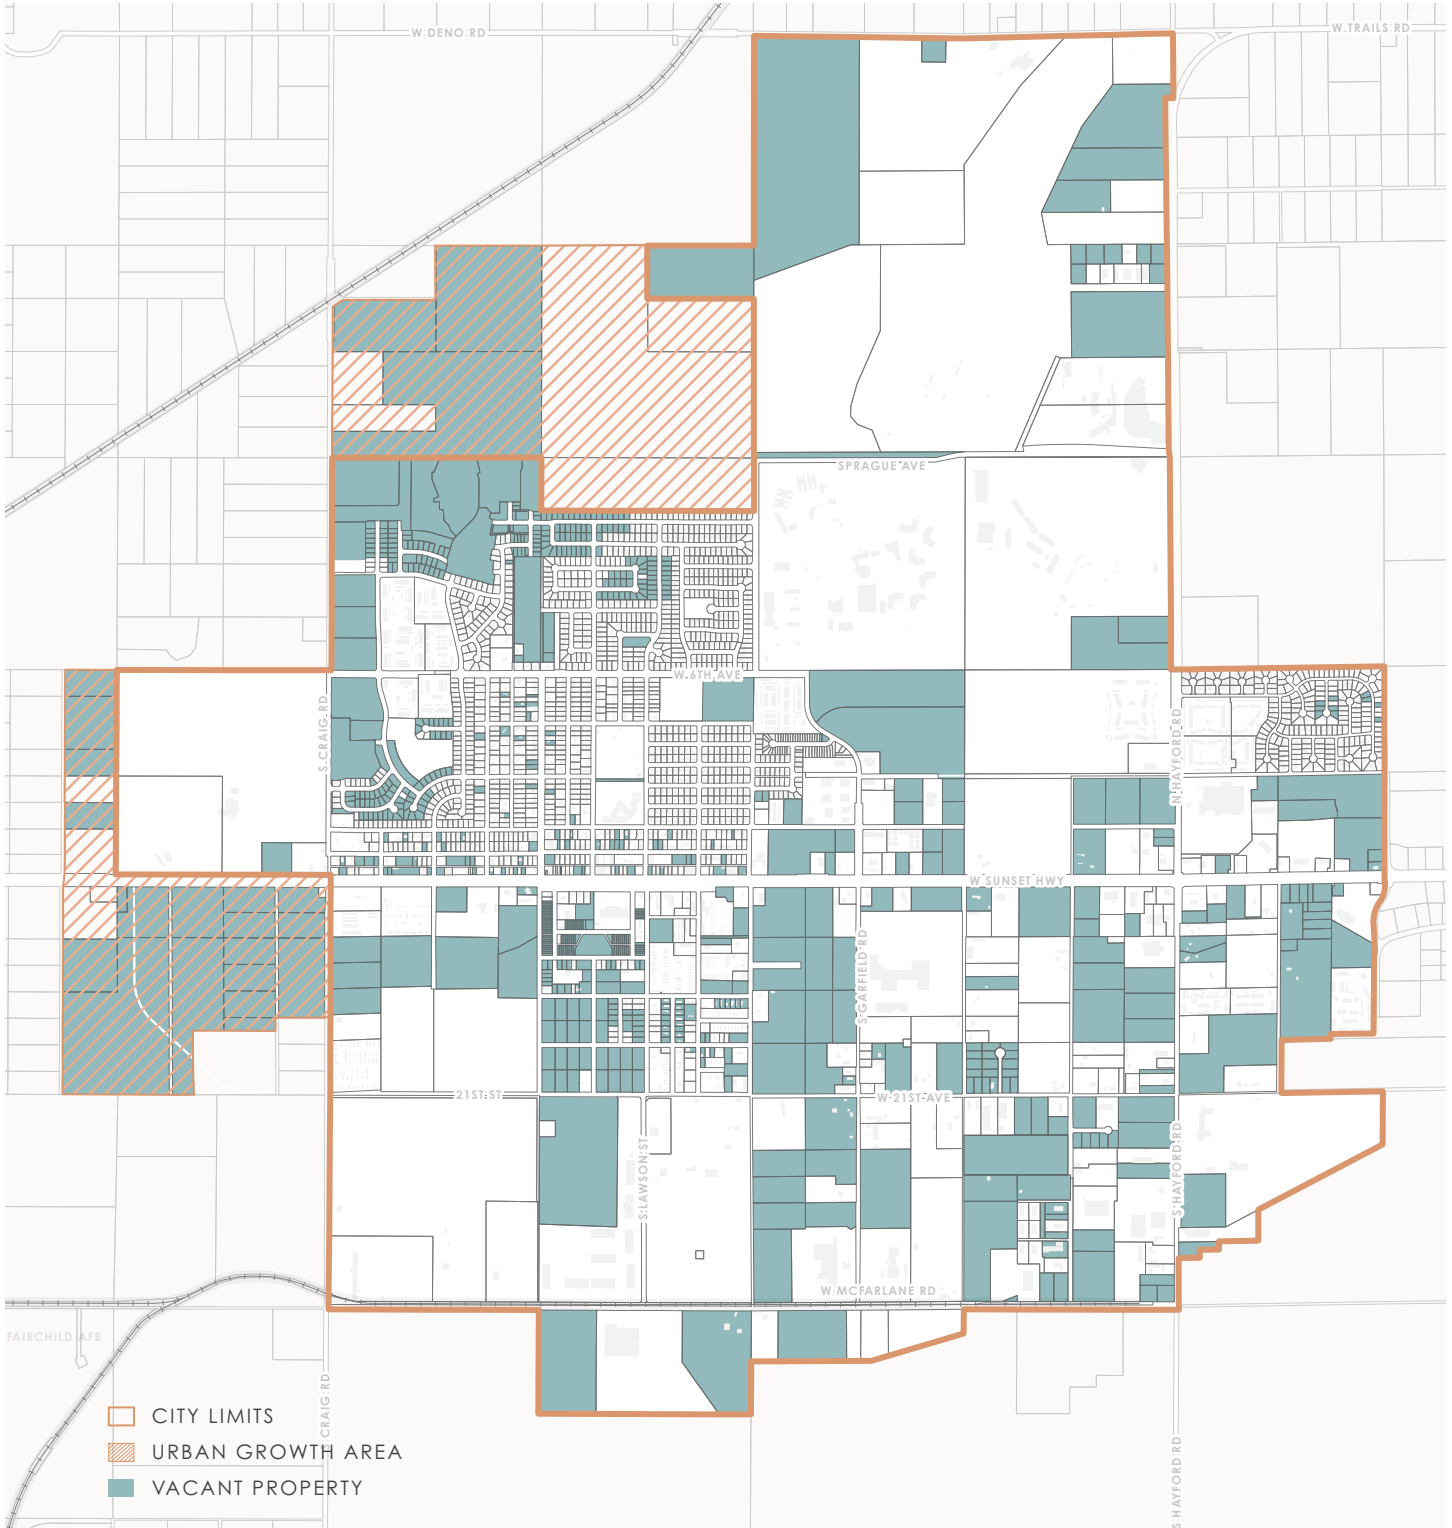 W DENO RD
W TRAILS RD
SPRAGUE AVE
W 6TH AVE
S CRAIG RD
N HAYFORD RD
W SUNSET HWY
S GARFIELD RD
21ST ST
W 21ST AVE
S LAWSON ST
S HAYFORD RD
W MCFARLANE RD
FAIRCHILD AFB
CRAIG RD
S HAYFORD RD
CITY LIMITS
URBAN GROWTH AREA
VACANT PROPERTY